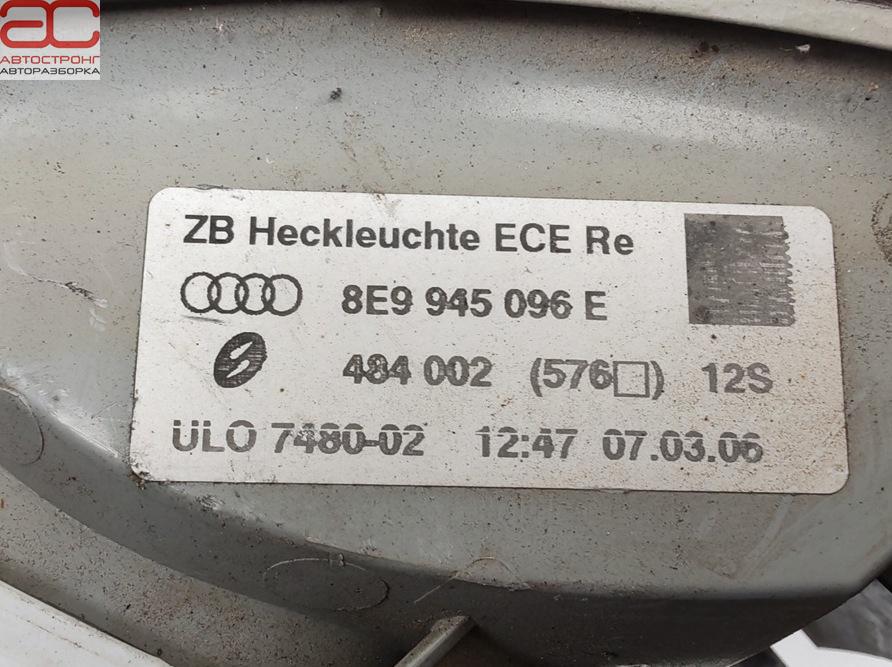 АС
АВТОСТРОНГ
АВТОРАЗБОРКА
ZB Heckleuchte ECE Re
8E9 945 096 E
484 002 (576□) 12S
ULO 7480-02 12:47 07.03.06